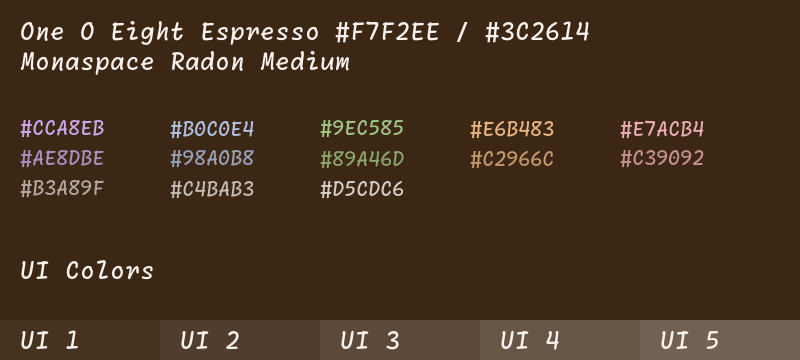 One O Eight Espresso #F7F2EE / #3C2614
Monaspace Radon Medium
#CCA8EB #B0C0E4 #9EC585 #E6B483 #E7ACB4
#AE8DBE #98A0B8 #89A46D #C2966C #C39092
#B3A89F #C4BAB3 #D5CDC6
UI Colors
UI 1 UI 2 UI 3 UI 4 UI 5